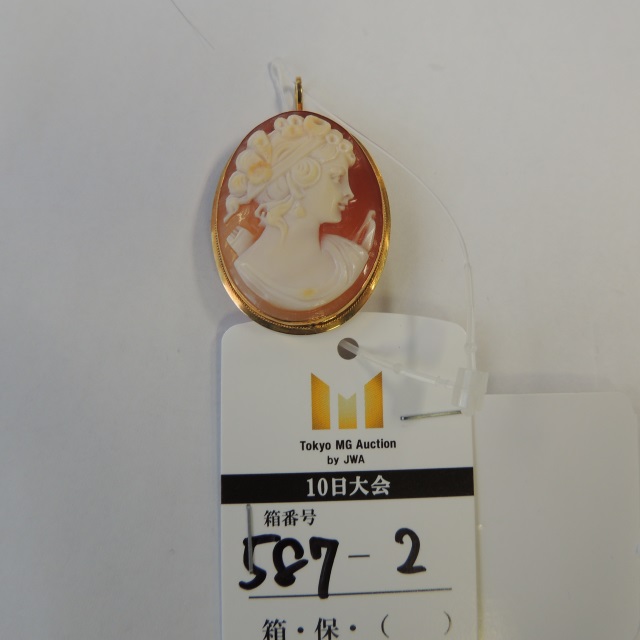 Tokyo MG Auction
by JWA
10日大会
箱番号
587-2
箱・保・（　　）